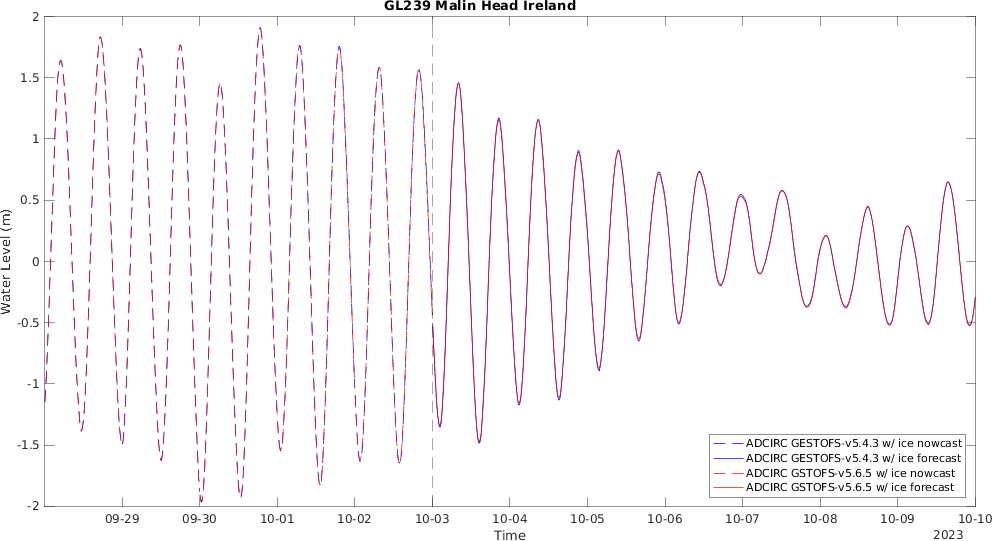 GL239 Malin Head Ireland
2
1.5
1
0.5
0
-0.5
-1
-1.5
-2
Water Level (m)
ADCIRC GESTOFS-v5.4.3 w/ ice nowcast
ADCIRC GESTOFS-v5.4.3 w/ ice forecast
ADCIRC GSTOFS-v5.6.5 w/ ice nowcast
ADCIRC GSTOFS-v5.6.5 w/ ice forecast
09-29 09-30 10-01 10-02 10-03 10-04 10-05 10-06 10-07 10-08 10-09 10-10
Time
2023